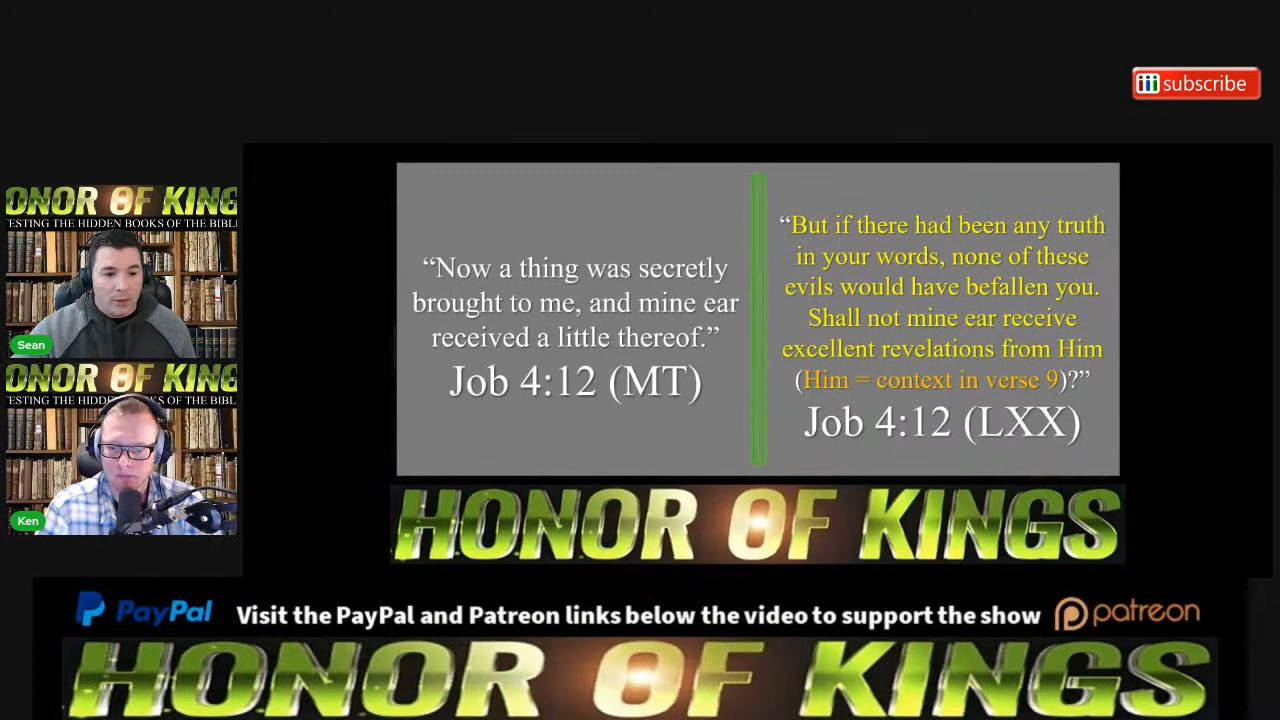 subscribe
ONOR OF KING
ESTING THE HIDDEN BOOKS OF THE BIBL
Sean
ONOR OF KING
ESTING THE HIDDEN BOOKS OF THE BIBL
Ken
“Now a thing was secretly
brought to me, and mine ear
received a little thereof.”
Job 4:12 (MT)
“But if there had been any truth
in your words, none of these
evils would have befallen you.
Shall not mine ear receive
excellent revelations from Him
(Him = context in verse 9)?”
Job 4:12 (LXX)
HONOR OF KINGS
PayPal Visit the PayPal and Patreon links below the video to support the show patreon
HONOR OF KINGS